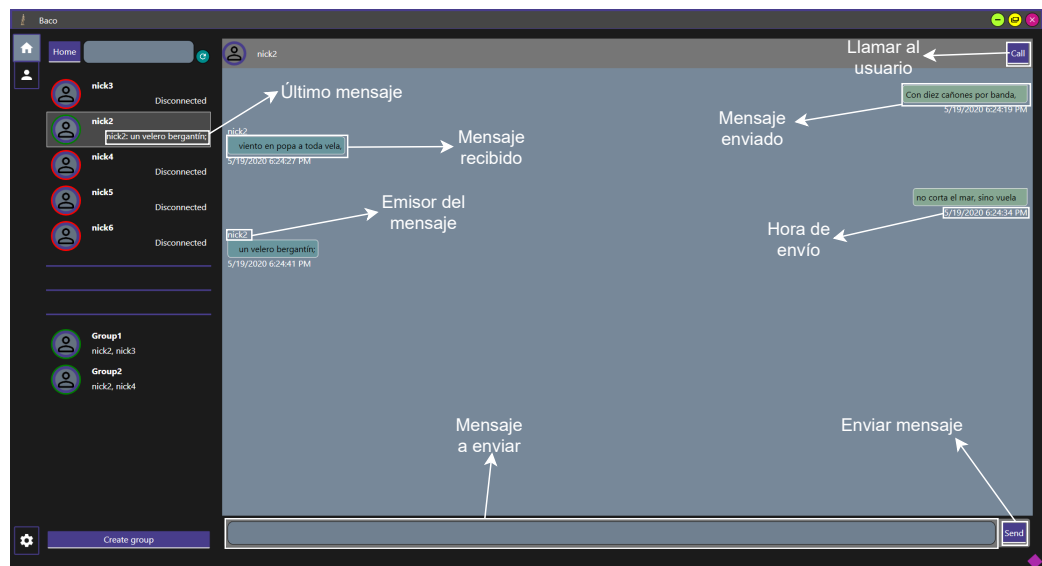 Baco
Home
nick3
Disconnected
nick2
nick2: un velero bergantín;
nick4
Disconnected
nick5
Disconnected
nick6
Disconnected
Group1
nick2, nick3
Group2
nick2, nick4
Create group
nick2
Llamar al
usuario
Call
Último mensaje
Con diez cañones por banda,
5/19/2020 6:24:19 PM
Mensaje
enviado
nick2
viento en popa a toda vela,
5/19/2020 6:24:27 PM
Mensaje
recibido
no corta el mar, sino vuela
5/19/2020 6:24:34 PM
Emisor del
mensaje
Hora de
envío
nick2
un velero bergantín;
5/19/2020 6:24:41 PM
Mensaje
a enviar
Enviar mensaje
Send